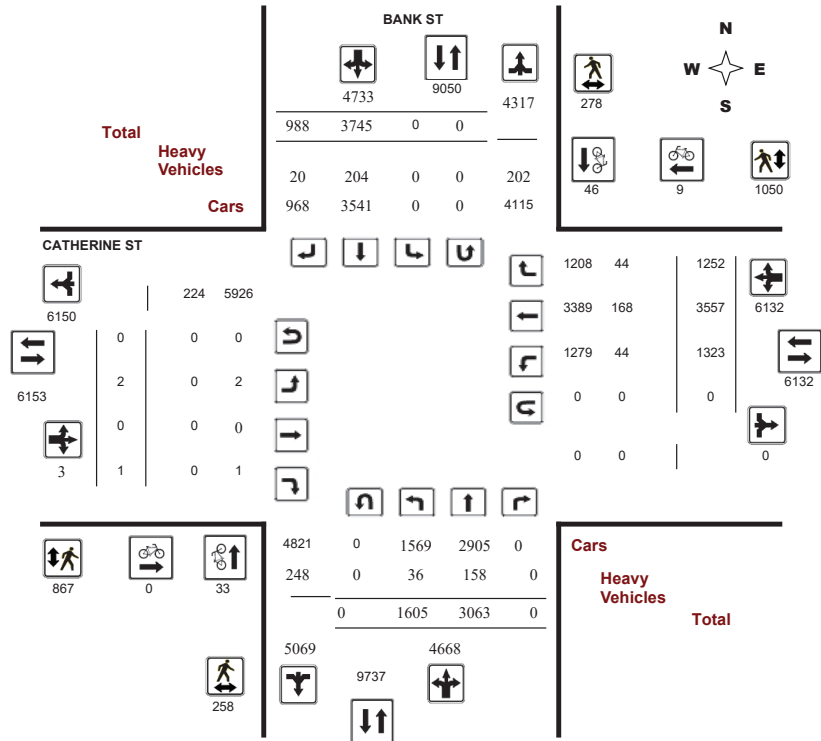 BANK ST
N
W E
S
4733 9050 4317 278
Total 988 3745 0 0
Heavy
Vehicles
20 204 0 0 202
46 9 1050
Cars 968 3541 0 0 4115
CATHERINE ST
1208 44 1252
224 5926
6150
3389 168 3557 6132
0 0 0
1279 44 1323
6153 2 0 2
6132
0 0 0
0 0 0
0 0 0
3 1 0 1
4821 0 1569 2905 0 Cars
248 0 36 158 0 Heavy
Vehicles
867 0 33
0 1605 3063 0 Total
5069 4668
9737
258